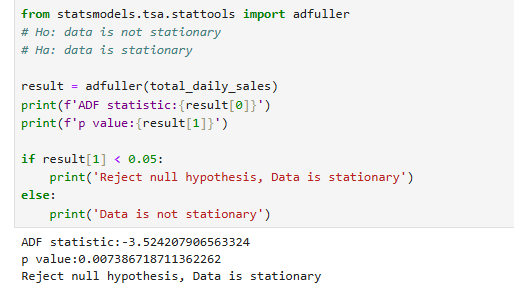 from statsmodels.tsa.stattools import adfuller
# Ho: data is not stationary
# Ha: data is stationary
result = adfuller(total_daily_sales)
print(f'ADF statistic:{result[0]}')
print(f'p value:{result[1]}')
if result[1] < 0.05:
    print('Reject null hypothesis, Data is stationary')
else:
    print('Data is not stationary')
ADF statistic:-3.524207906563324
p value:0.007386718711362262
Reject null hypothesis, Data is stationary